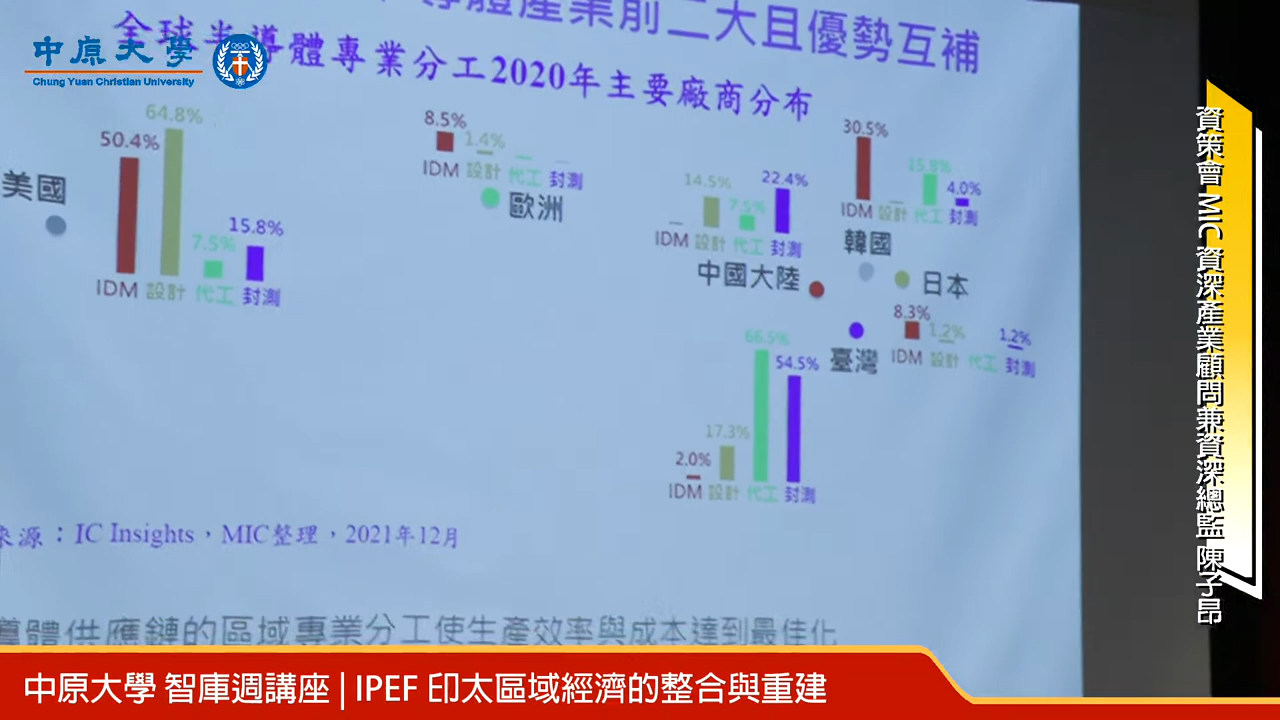 中原大學
Chung Yuan Christian University
導體產業前二大且優勢互補
全球半導體專業分工2020年主要廠商分布
美國
50.4%
64.8%
7.5%
15.8%
IDM 設計 代工 封測
歐洲
8.5%
1.4%
IDM 設計 代工 封測
中國大陸
14.5%
7.5%
22.4%
IDM 設計 代工 封測
韓國
30.5%
4.0%
IDM 設計 代工 封測
日本
8.3%
1.2%
1.2%
IDM 設計 代工 封測
臺灣
2.0%
17.3%
54.5%
IDM 設計 代工 封測
來源：IC Insights，MIC整理，2021年12月
導體供應鏈的區域專業分工使生產效率與成本達到最佳化
資策會 MIC 資深產業顧問兼資深總監 陳子昂
中原大學 智庫週講座 | IPEF 印太區域經濟的整合與重建